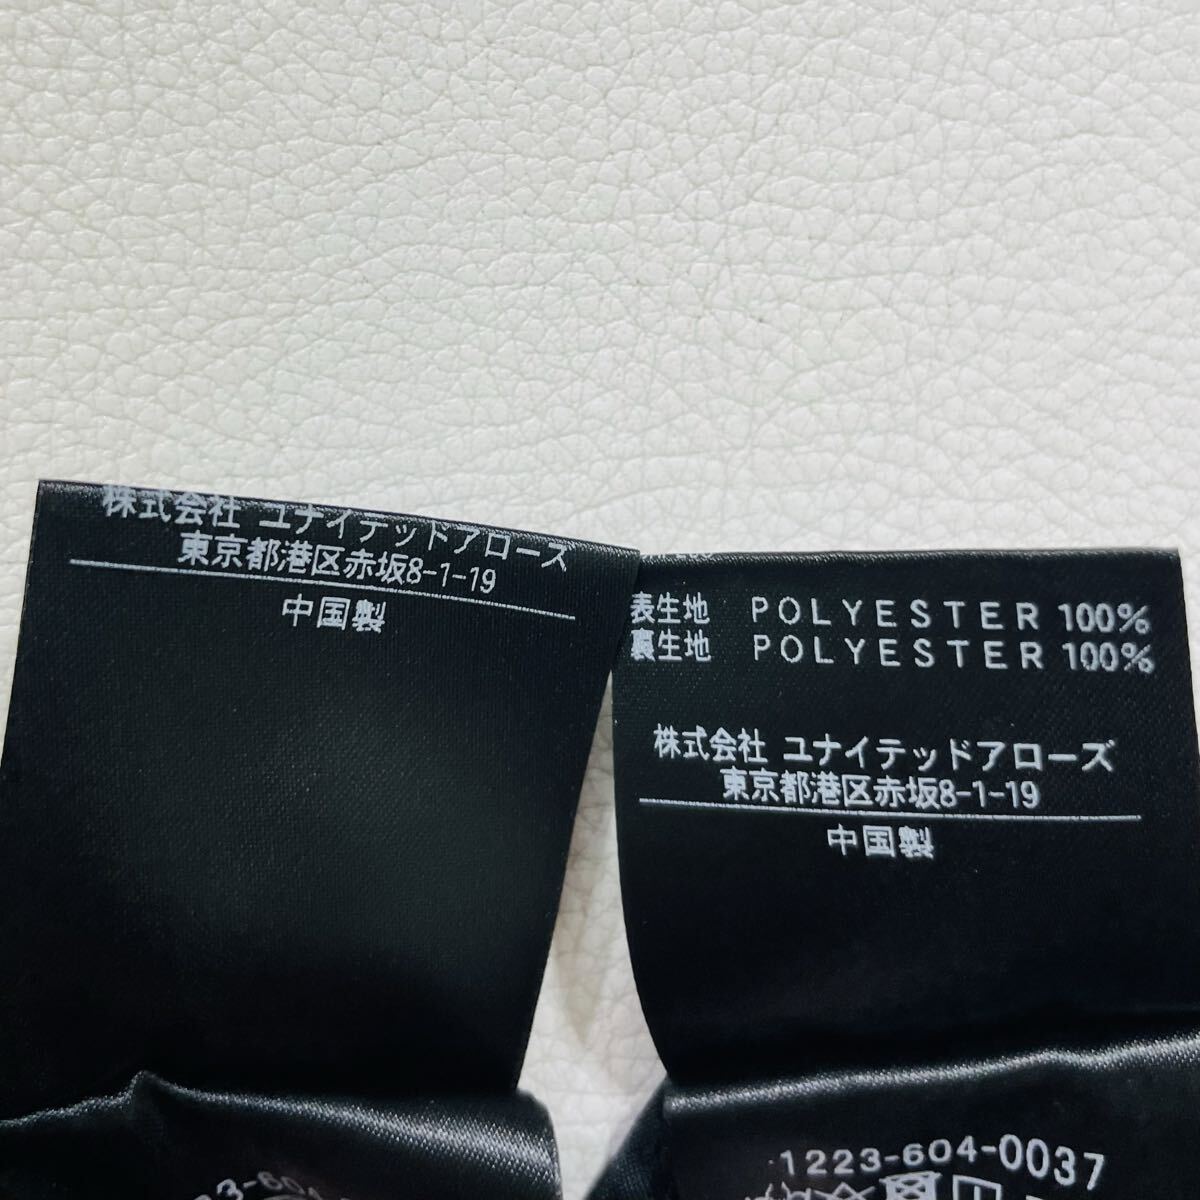 株式会社 ユナイテッドアローズ
東京都港区赤坂8-1-19
中国製
表生地 POLYESTER 100%
裏生地 POLYESTER 100%
株式会社 ユナイテッドアローズ
東京都港区赤坂8-1-19
中国製
1223-604-0037